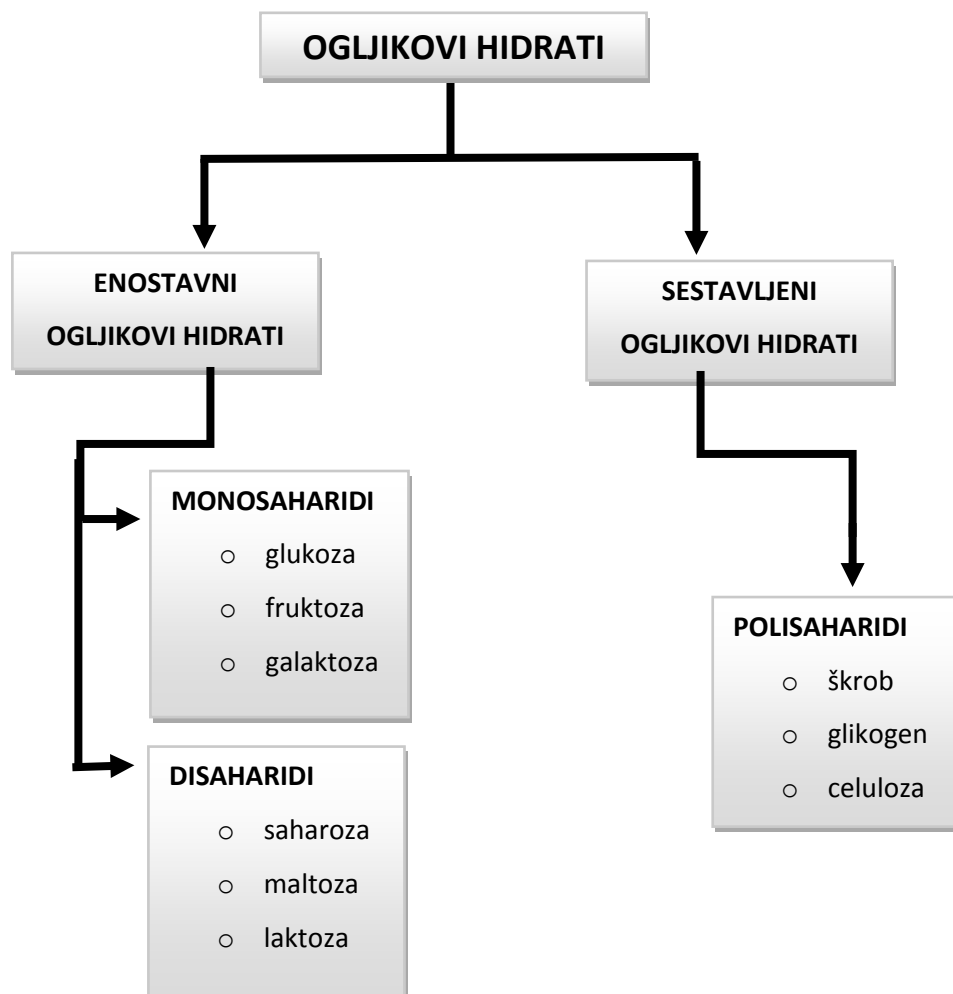 OGLJIKOVI HIDRATI
ENOSTAVNI
OGLJIKOVI HIDRATI
SESTAVLJENI
OGLJIKOVI HIDRATI
MONOSAHARIDI
o glukoza
o fruktoza
o galaktoza
POLISAHARIDI
o škrob
o glikogen
o celuloza
DISAHARIDI
o saharoza
o maltoza
o laktoza